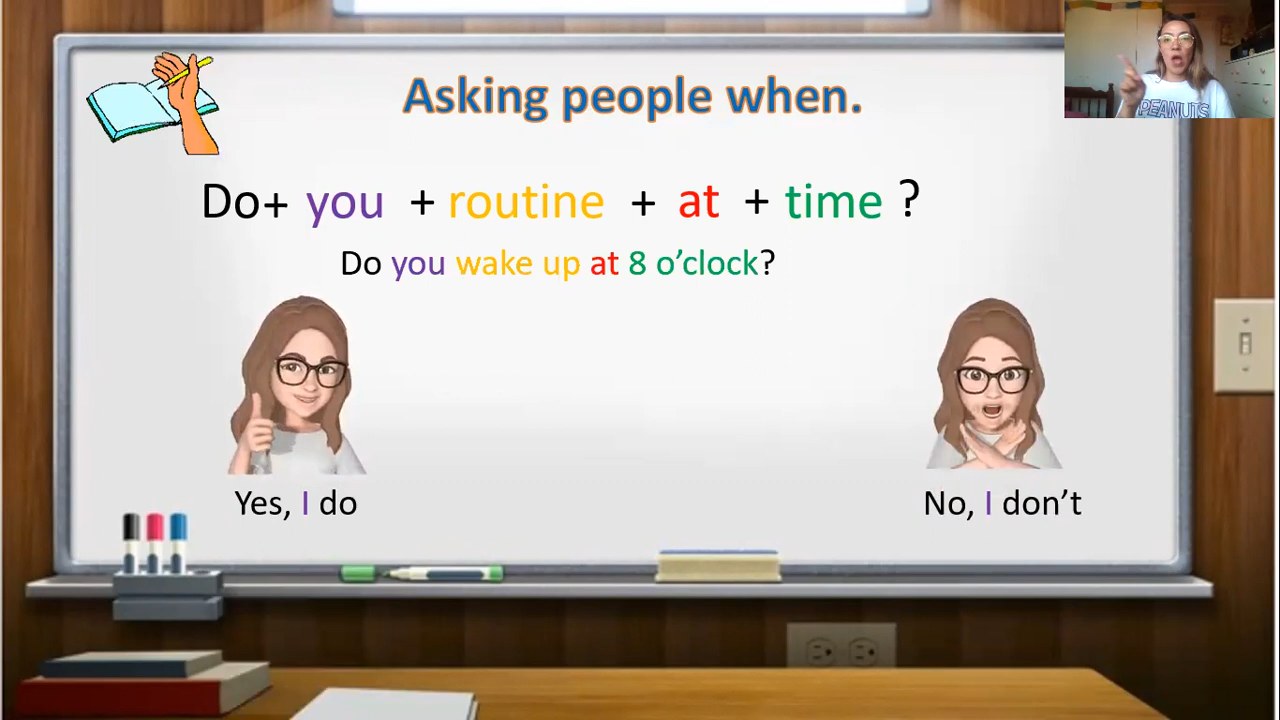 Asking people when.
PEANUTS
Do+ you + routine + at + time ?
Do you wake up at 8 o’clock?
Yes, I do
No, I don’t